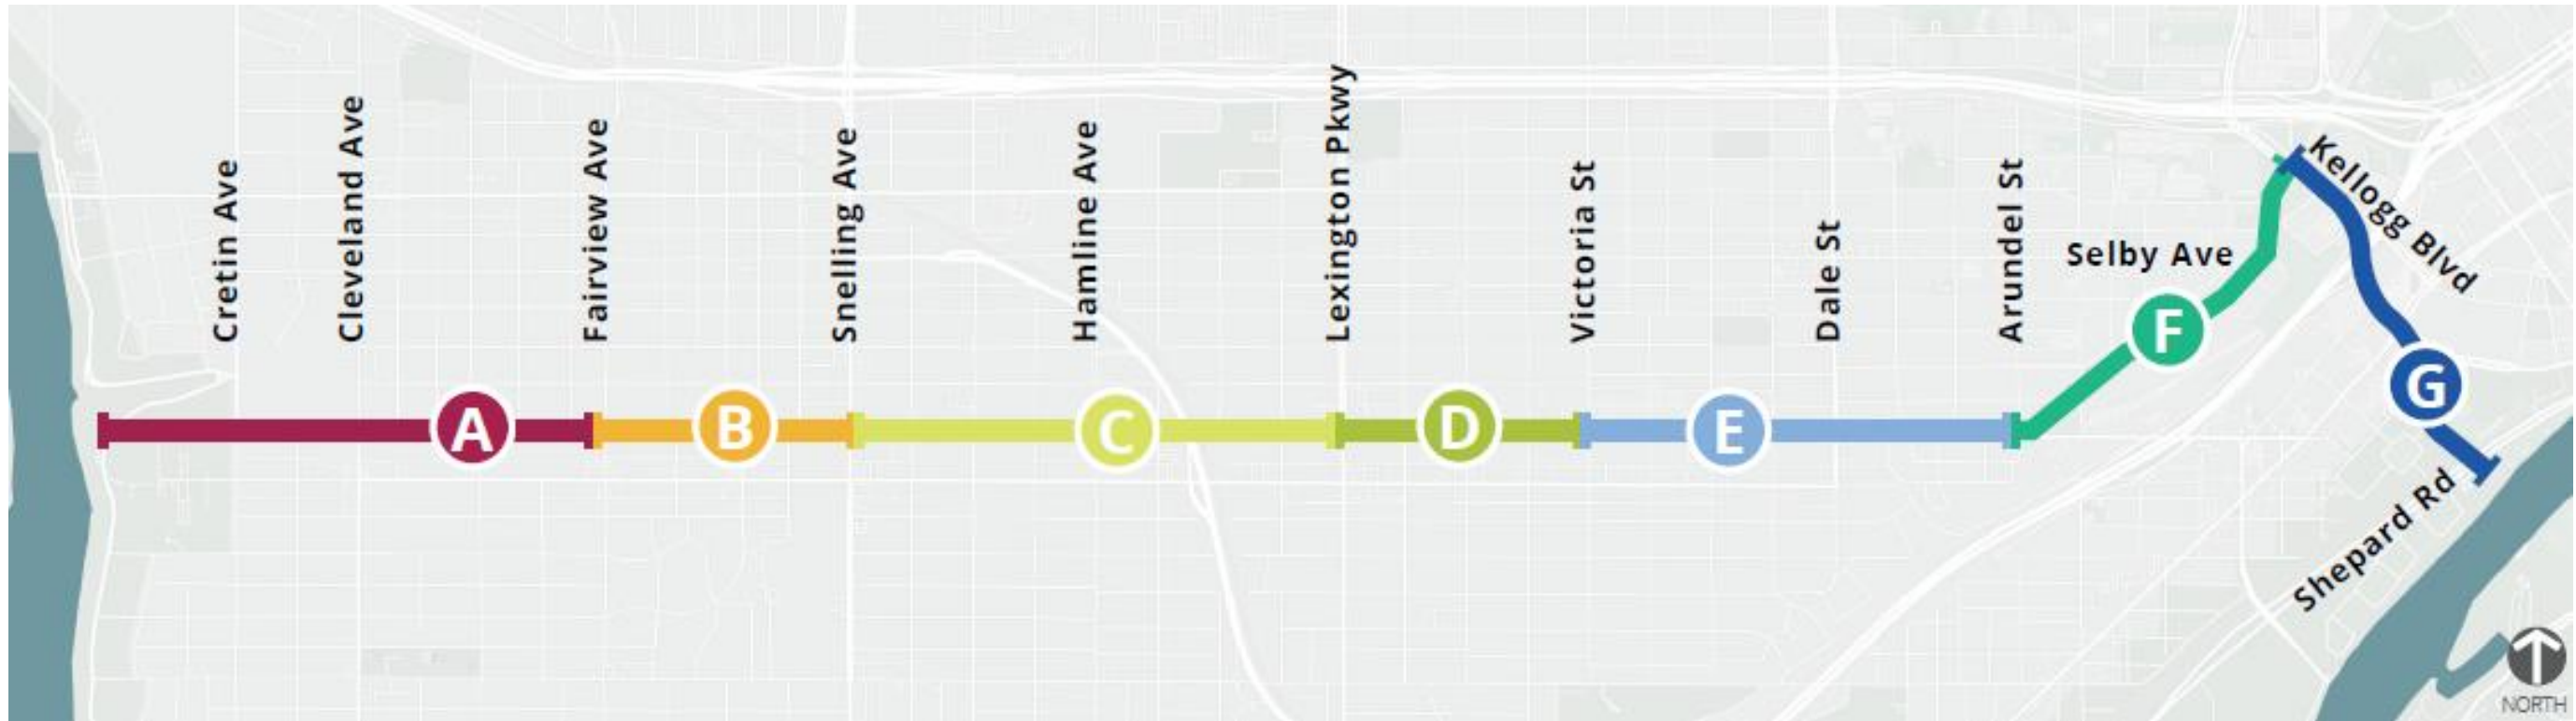 Cretin Ave
Cleveland Ave
Fairview Ave
Snelling Ave
Hamline Ave
Lexington Pkwy
Victoria St
Dale St
Arundel St
Selby Ave
Kellogg Blvd
Shepard Rd
A
B
C
D
E
F
G
NORTH